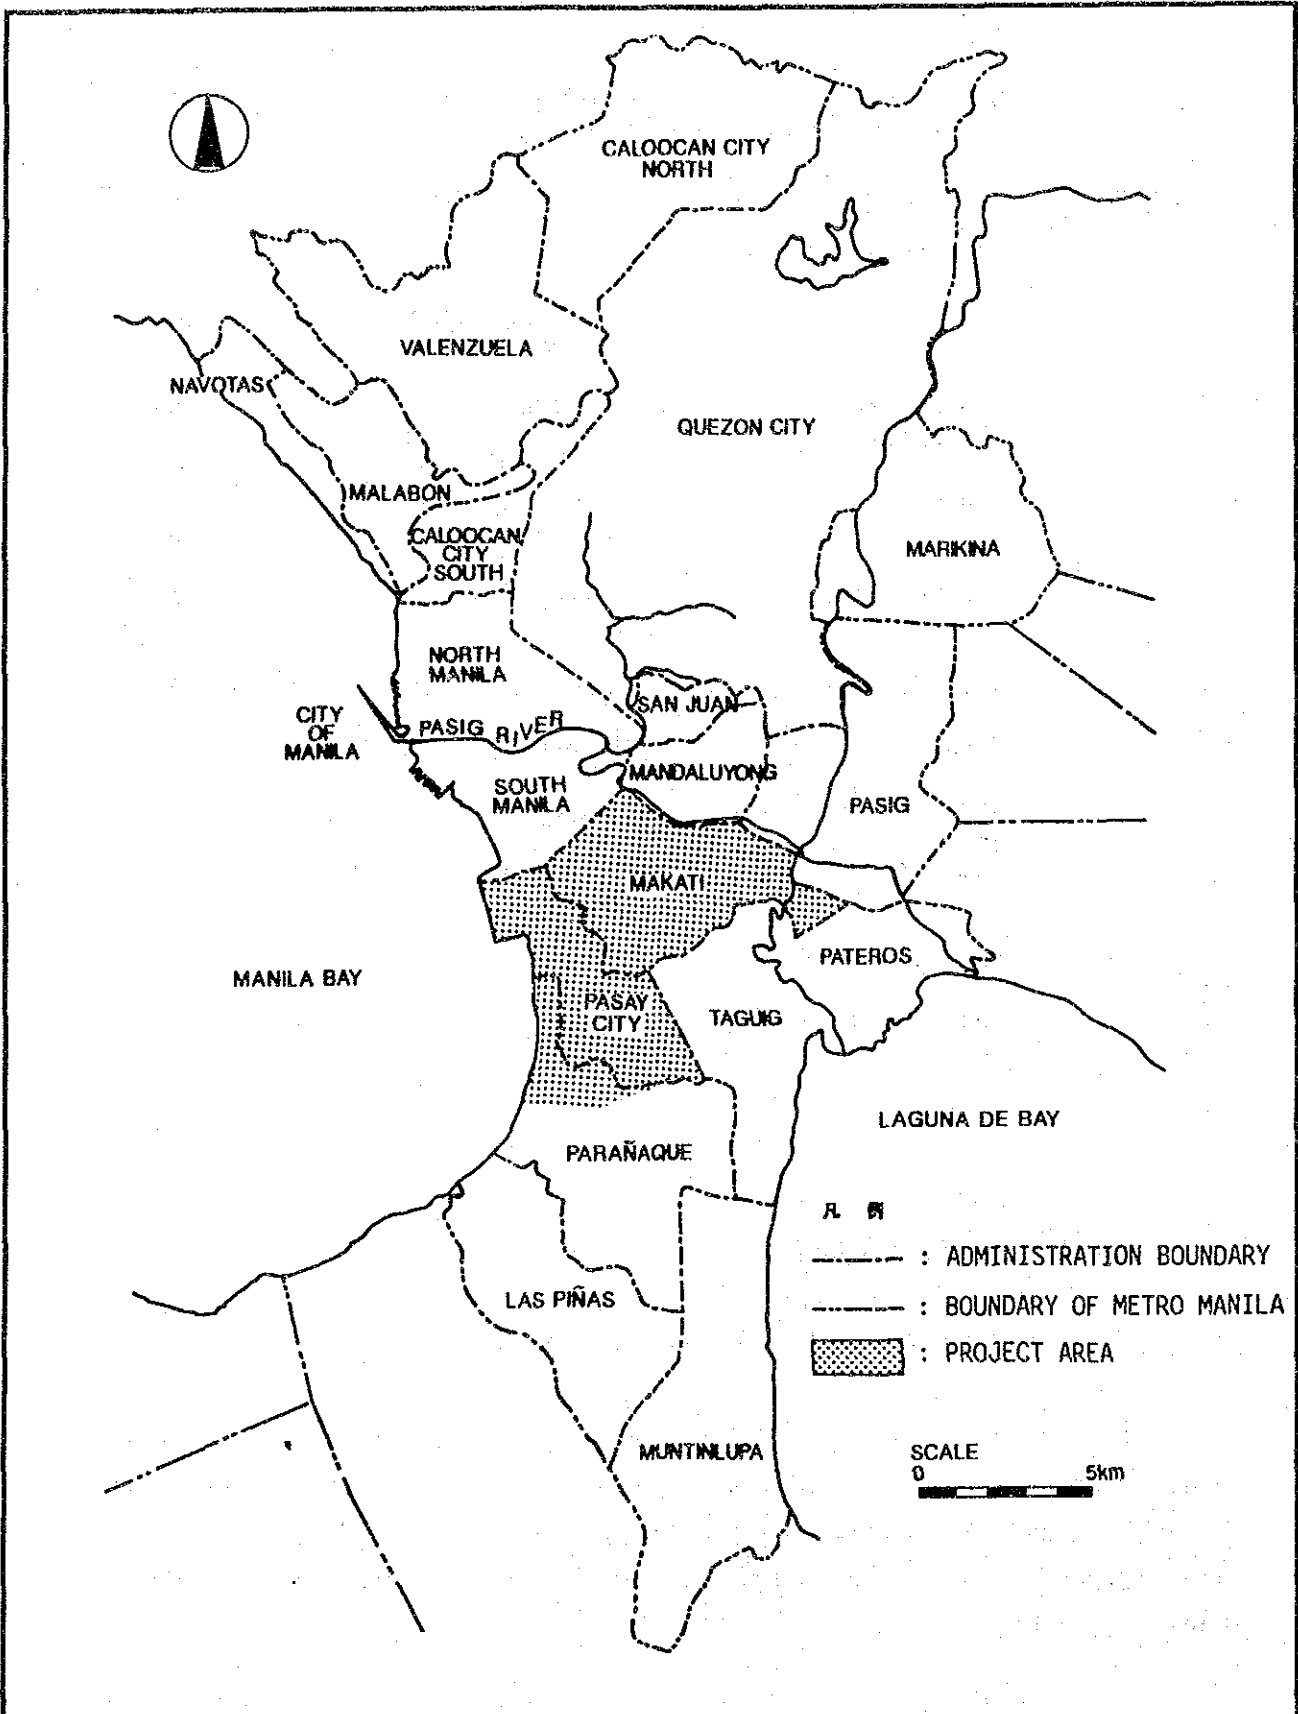 CALOOCAN CITY
NORTH
VALENZUELA
NAVOTAS
QUEZON CITY
MALABON
CALOOCAN
CITY
SOUTH
MARIKINA
NORTH
MANILA
SAN JUAN
CITY
OF
MANILA
PASIG RIVER
MANDALUYONG
SOUTH
MANILA
PASIG
MAKATI
PATEROS
MANILA BAY
PASAY
CITY
TAGUIG
LAGUNA DE BAY
PARAÑAQUE
凡 例
: ADMINISTRATION BOUNDARY
: BOUNDARY OF METRO MANILA
: PROJECT AREA
LAS PIÑAS
MUNTINLUPA
SCALE
0 5km